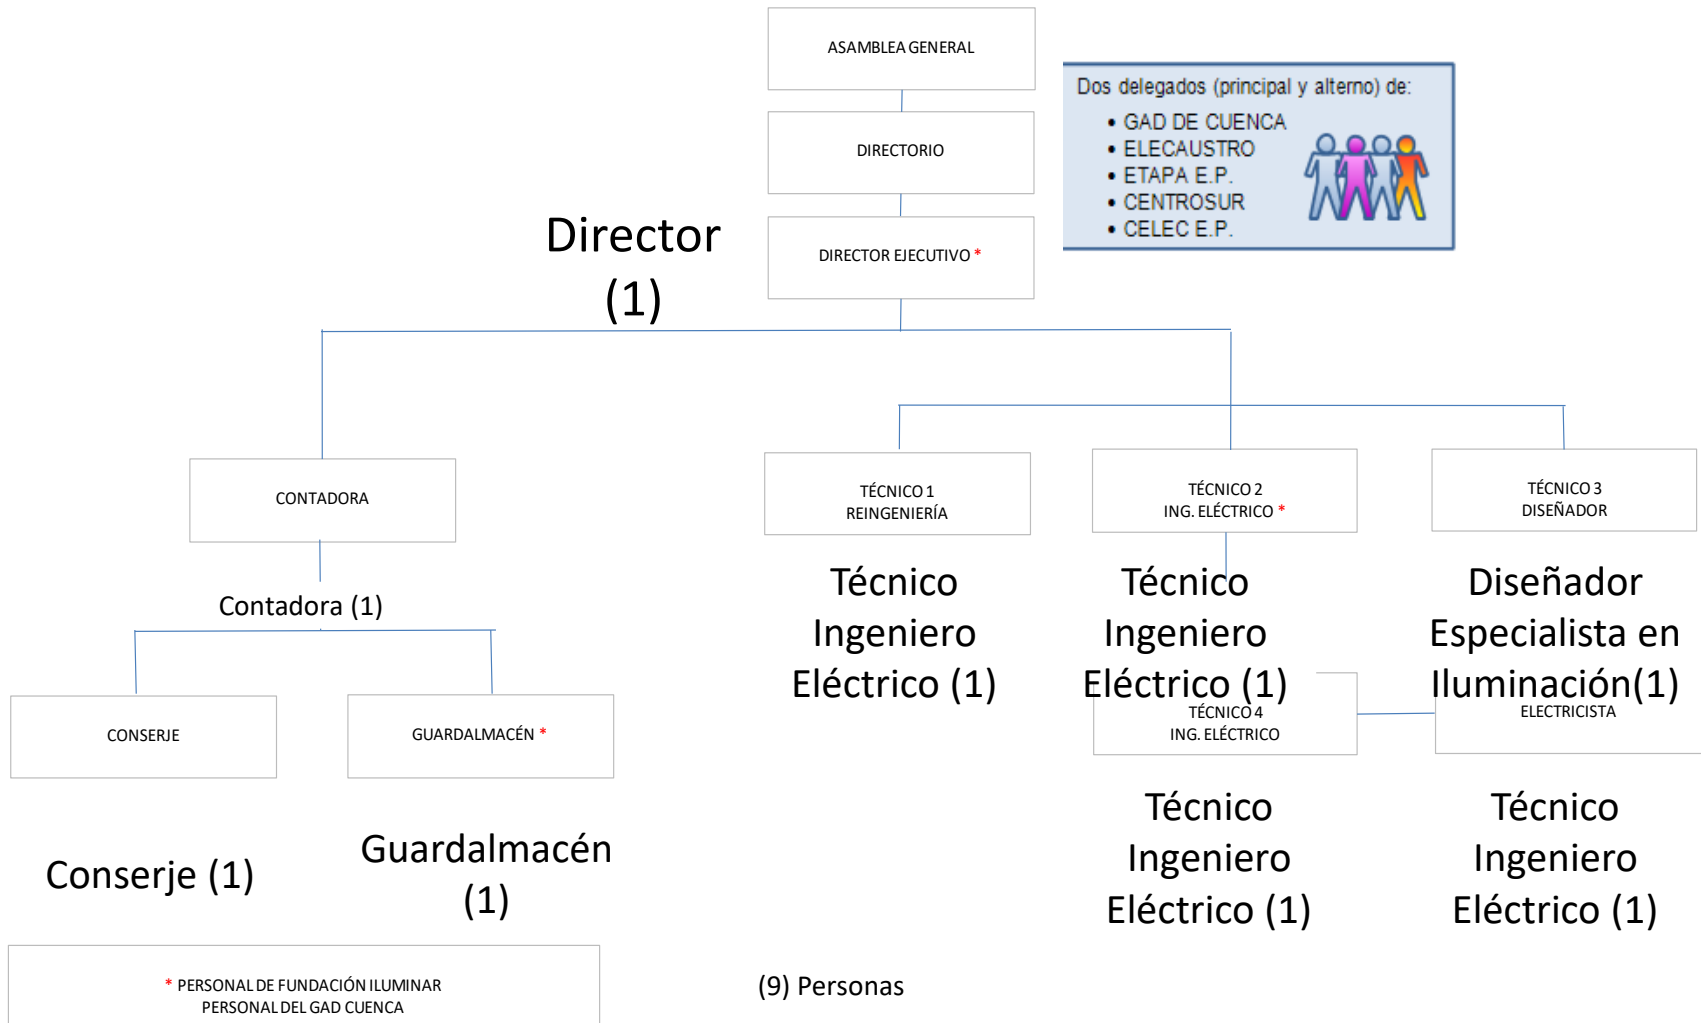 ASAMBLEA GENERAL
Dos delegados (principal y alterno) de:
• GAD DE CUENCA
• ELECAUSTRO
• ETAPA E.P.
• CENTROSUR
• CELEC E.P.
DIRECTORIO
Director
(1)
DIRECTOR EJECUTIVO *
CONTADORA
TÉCNICO 1
REINGENIERÍA
TÉCNICO 2
ING. ELÉCTRICO *
TÉCNICO 3
DISEÑADOR
Contadora (1)
Técnico
Ingeniero
Eléctrico (1)
Técnico
Ingeniero
Eléctrico (1)
Diseñador
Especialista en
Iluminación(1)
CONSERJE
GUARDALMACÉN *
TÉCNICO 4
ING. ELÉCTRICO
ELECTRICISTA
Conserje (1)
Guardalmacén
(1)
Técnico
Ingeniero
Eléctrico (1)
Técnico
Ingeniero
Eléctrico (1)
* PERSONAL DE FUNDACIÓN ILUMINAR
PERSONAL DEL GAD CUENCA
(9) Personas